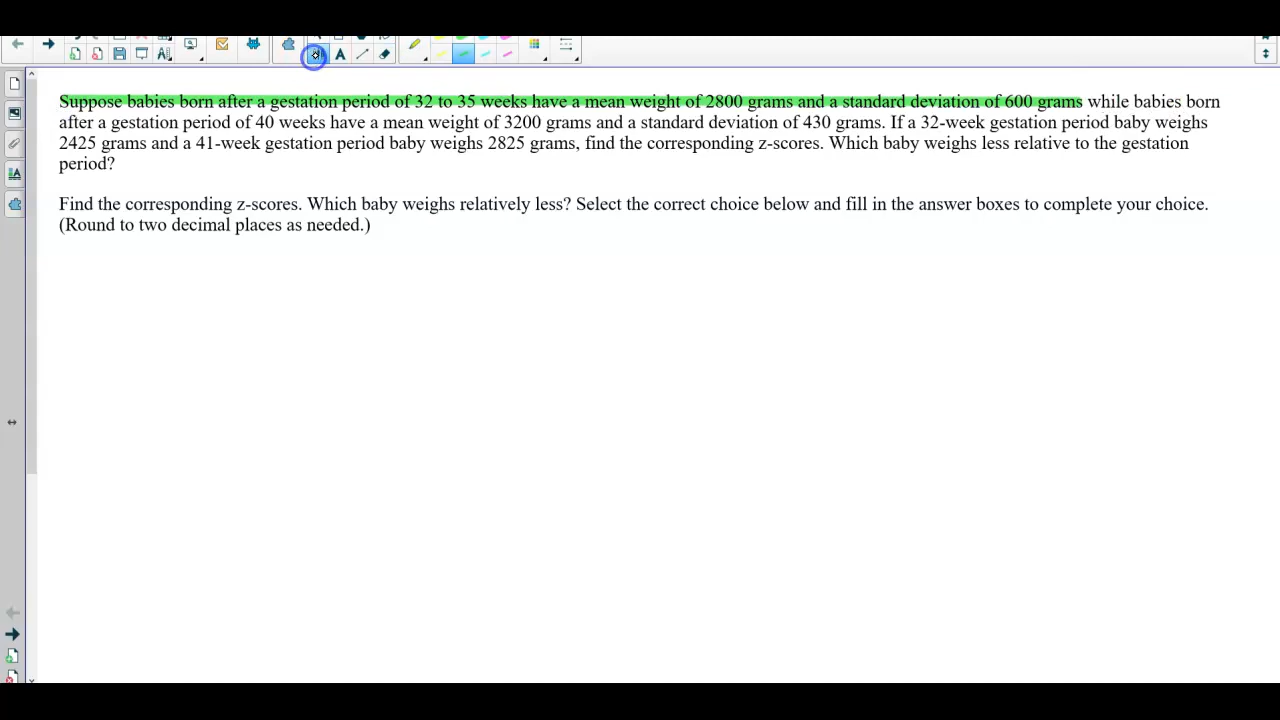 Suppose babies born after a gestation period of 32 to 35 weeks have a mean weight of 2800 grams and a standard deviation of 600 grams while babies born
after a gestation period of 40 weeks have a mean weight of 3200 grams and a standard deviation of 430 grams. If a 32-week gestation period baby weighs
2425 grams and a 41-week gestation period baby weighs 2825 grams, find the corresponding z-scores. Which baby weighs less relative to the gestation
period?
Find the corresponding z-scores. Which baby weighs relatively less? Select the correct choice below and fill in the answer boxes to complete your choice.
(Round to two decimal places as needed.)